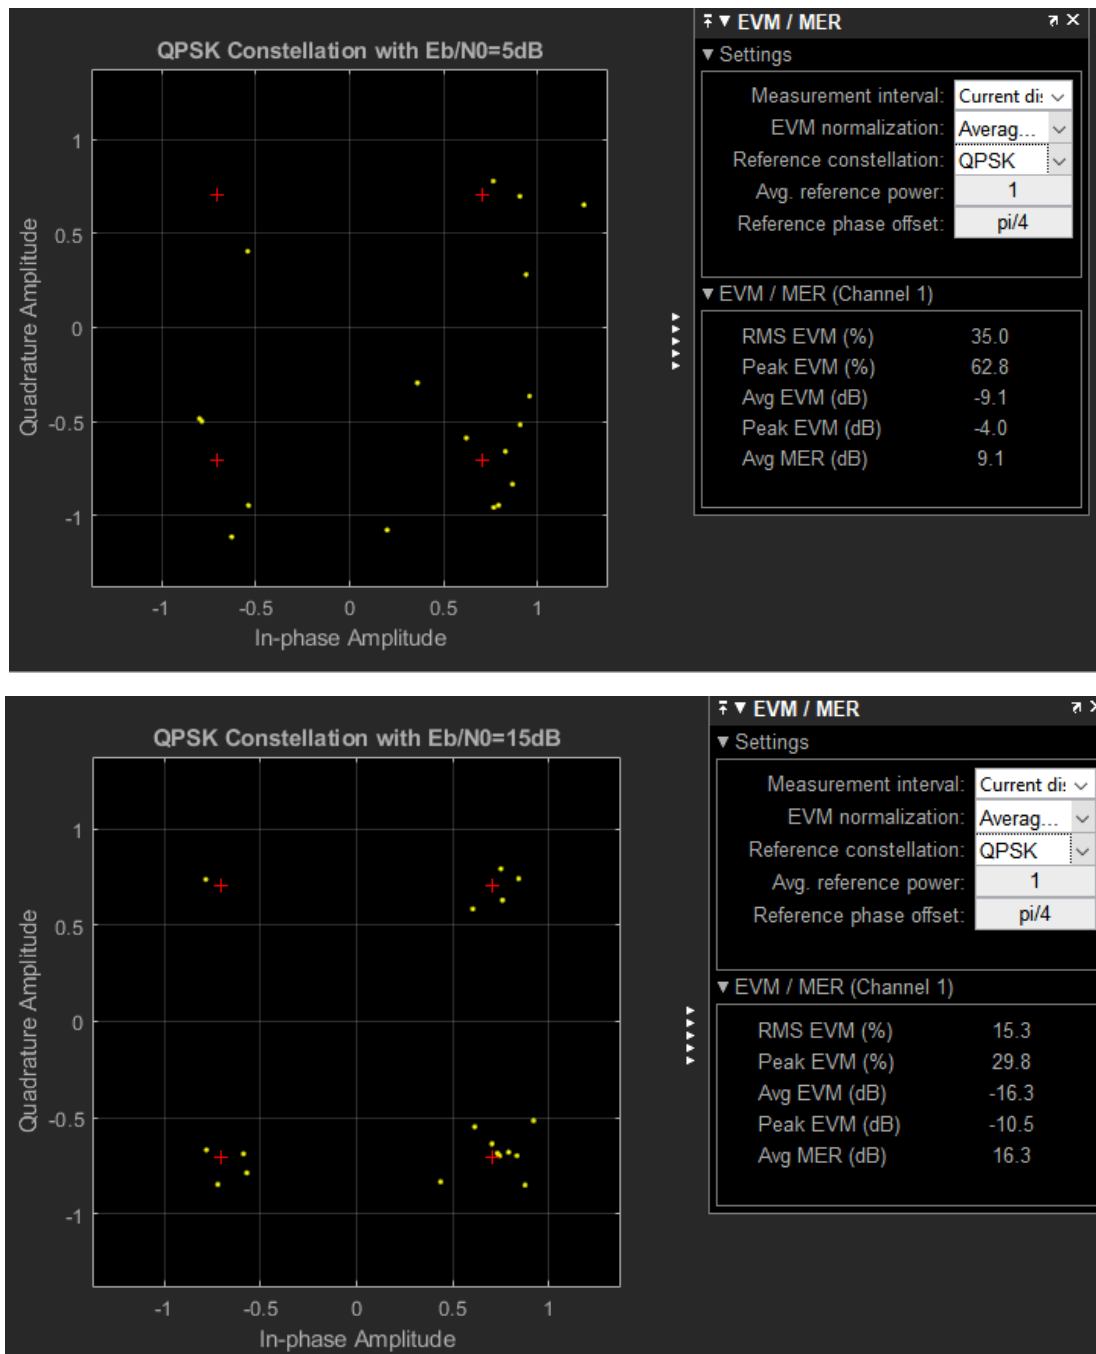 QPSK Constellation with Eb/N0=5dB
1
0.5
0
-0.5
-1
Quadrature Amplitude
-1 -0.5 0 0.5 1
In-phase Amplitude
EVM / MER
Settings
Measurement interval: Current dis
EVM normalization: Averag...
Reference constellation: QPSK
Avg. reference power: 1
Reference phase offset: pi/4
EVM / MER (Channel 1)
RMS EVM (%) 35.0
Peak EVM (%) 62.8
Avg EVM (dB) -9.1
Peak EVM (dB) -4.0
Avg MER (dB) 9.1
QPSK Constellation with Eb/N0=15dB
1
0.5
0
-0.5
-1
Quadrature Amplitude
-1 -0.5 0 0.5 1
In-phase Amplitude
EVM / MER
Settings
Measurement interval: Current dis
EVM normalization: Averag...
Reference constellation: QPSK
Avg. reference power: 1
Reference phase offset: pi/4
EVM / MER (Channel 1)
RMS EVM (%) 15.3
Peak EVM (%) 29.8
Avg EVM (dB) -16.3
Peak EVM (dB) -10.5
Avg MER (dB) 16.3